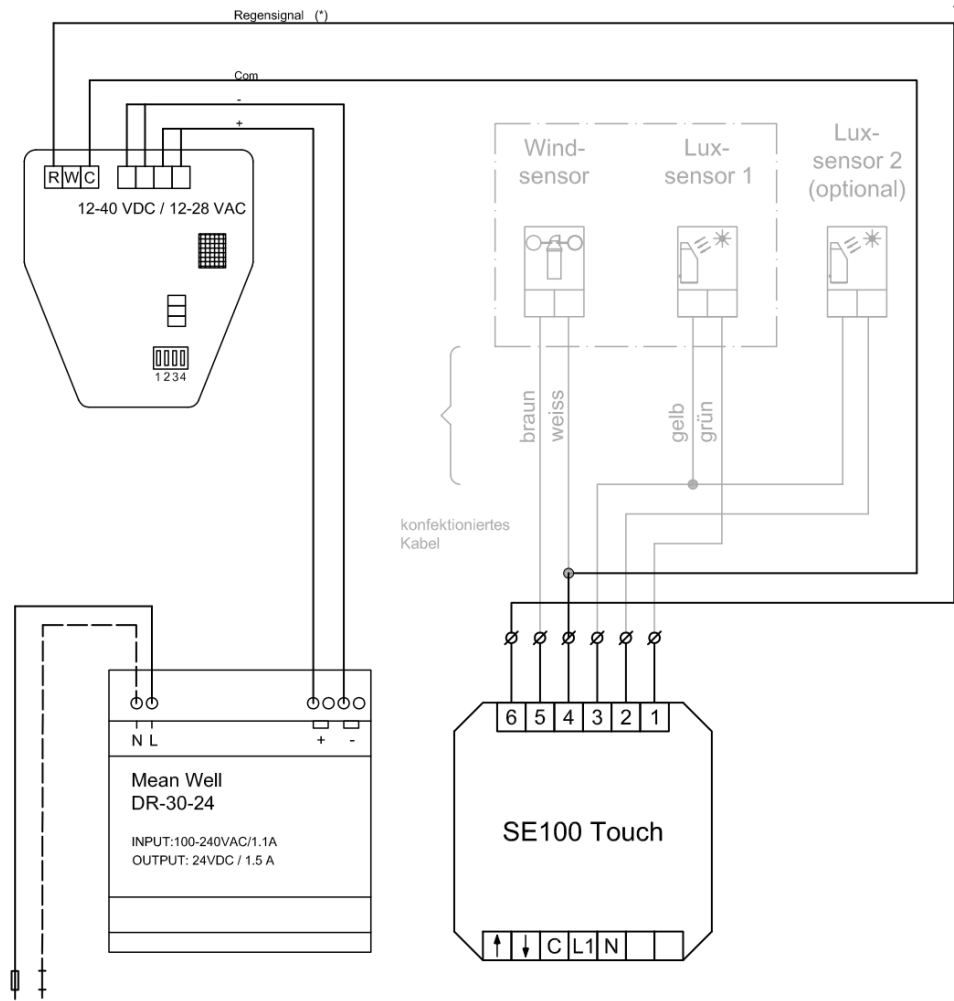 Regensignal (*)
Com
-
+
R W C
12-40 VDC / 12-28 VAC
1 2 3 4
Wind-
sensor
Lux-
sensor 1
Lux-
sensor 2
(optional)
braun
weiss
gelb
grün
konfektioniertes
Kabel
N L
+ -
Mean Well
DR-30-24
INPUT:100-240VAC/1.1A
OUTPUT: 24VDC / 1.5 A
6 5 4 3 2 1
SE100 Touch
C L1 N